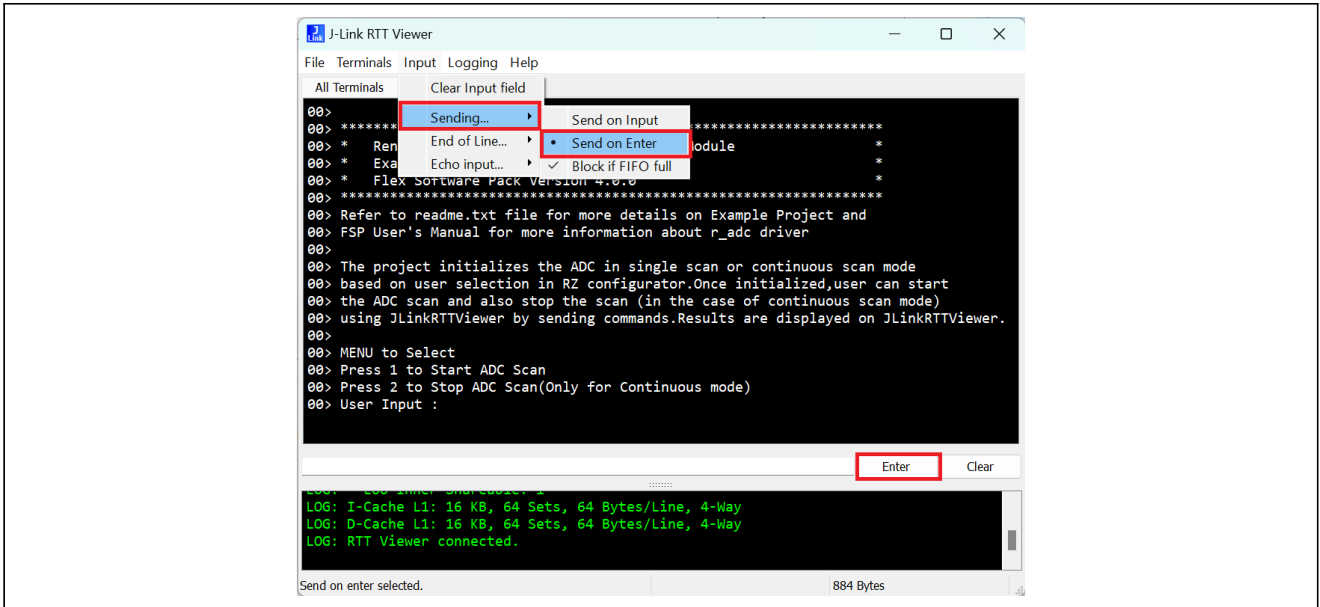 J-Link RTT Viewer
File Terminals Input Logging Help
All Terminals
Clear Input field
Sending...
End of Line...
Echo input...
Send on Input
Send on Enter
Block if FIFO full
00>
00> *******                                  ************************
00> *   Ren                                  odule                 *
00> *   Exa                                                        *
00> *   Flex Software Pack Version 4.0.0                             *
00> ******************************************************************
00> Refer to readme.txt file for more details on Example Project and
00> FSP User's Manual for more information about r_adc driver
00>
00> The project initializes the ADC in single scan or continuous scan mode
00> based on user selection in RZ configurator.Once initialized,user can start
00> the ADC scan and also stop the scan (in the case of continuous scan mode)
00> using JLinkRTTViewer by sending commands.Results are displayed on JLinkRTTViewer.
00>
00> MENU to Select
00> Press 1 to Start ADC Scan
00> Press 2 to Stop ADC Scan(Only for Continuous mode)
00> User Input :
Enter
Clear
LOG: I-Cache L1: 16 KB, 64 Sets, 64 Bytes/Line, 4-Way
LOG: D-Cache L1: 16 KB, 64 Sets, 64 Bytes/Line, 4-Way
LOG: RTT Viewer connected.
Send on enter selected.
884 Bytes